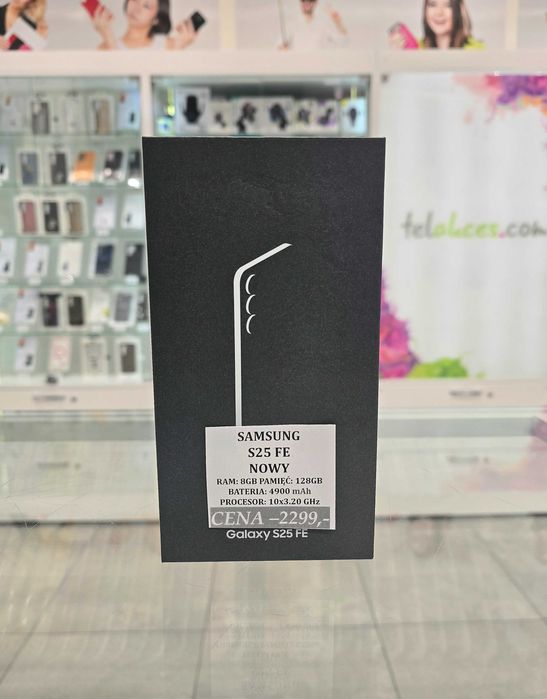 telakces.com
SAMSUNG
S25 FE
NOWY
RAM: 8GB PAMIĘĆ: 128GB
BATERIA: 4900 mAh
PROCESOR: 10x3.20 GHz
CENA –2299,-
Galaxy S25 FE